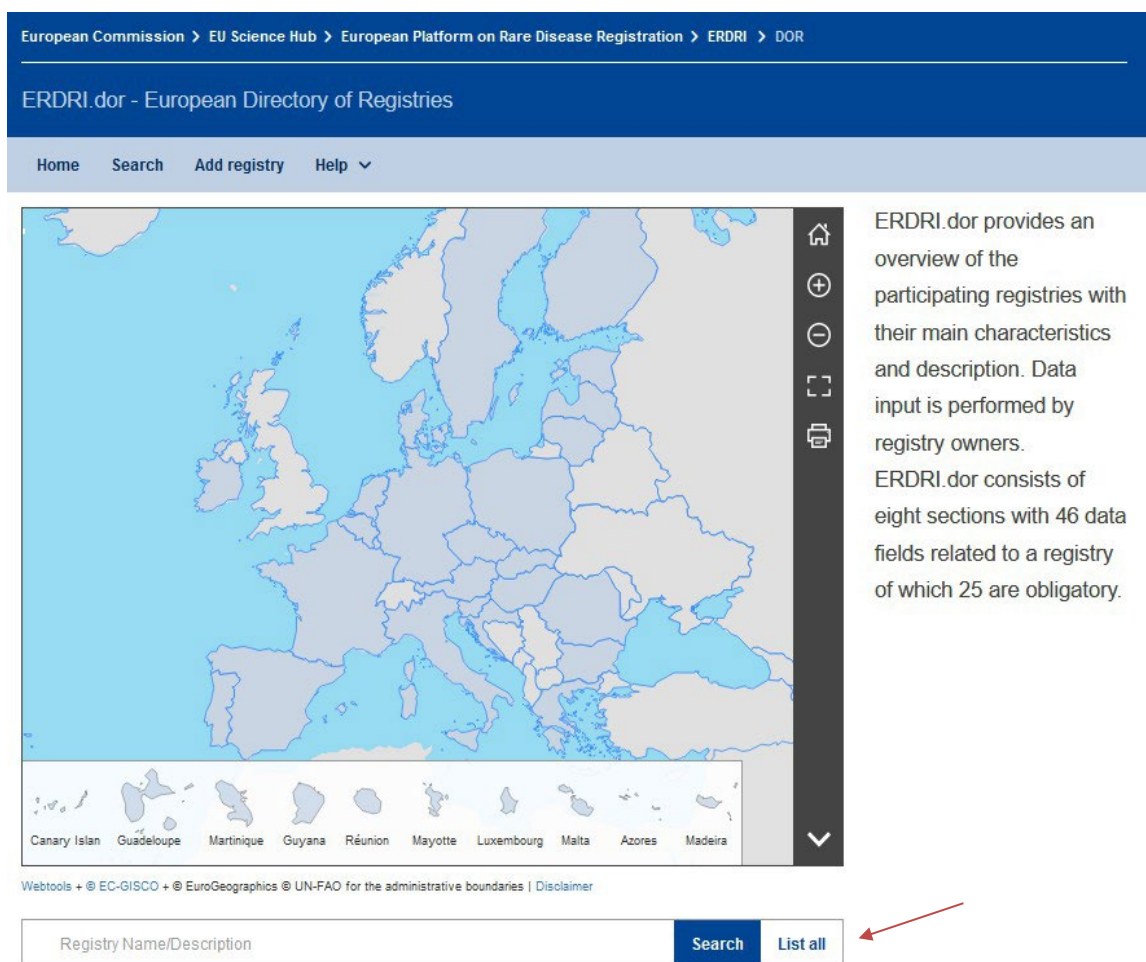 European Commission > EU Science Hub > European Platform on Rare Disease Registration > ERDRI > DOR
ERDRI.dor - European Directory of Registries
Home Search Add registry Help
ERDRI.dor provides an
overview of the
participating registries with
their main characteristics
and description. Data
input is performed by
registry owners.
ERDRI.dor consists of
eight sections with 46 data
fields related to a registry
of which 25 are obligatory.
Canary Islan Guadeloupe Martinique Guyana Réunion Mayotte Luxembourg Malta Azores Madeira
Webtools + © EC-GISCO + © EuroGeographics © UN-FAO for the administrative boundaries | Disclaimer
Registry Name/Description Search List all